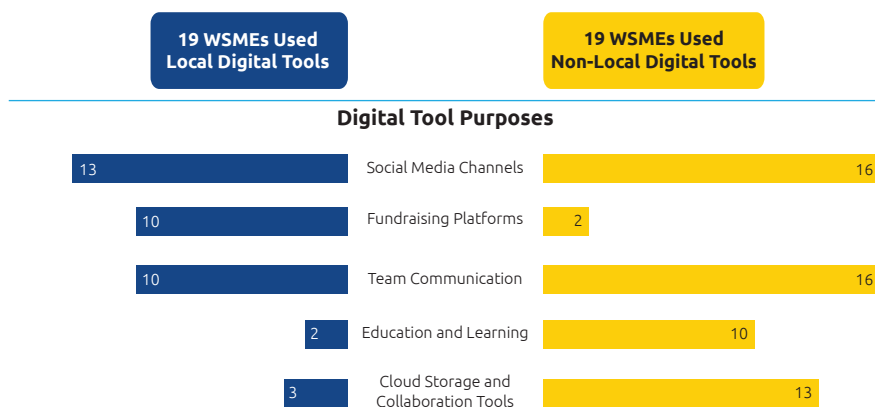 19 WSMEs Used
Local Digital Tools
19 WSMEs Used
Non-Local Digital Tools
Digital Tool Purposes
13 Social Media Channels 16
10 Fundraising Platforms 2
10 Team Communication 16
2 Education and Learning 10
3 Cloud Storage and
Collaboration Tools 13